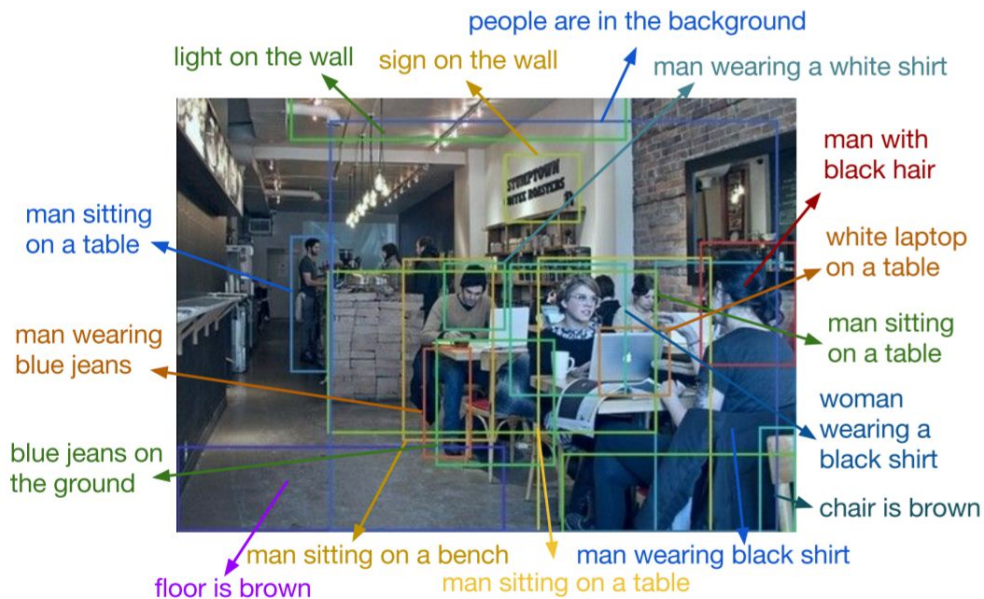 people are in the background
light on the wall
sign on the wall
man wearing a white shirt
man with
black hair
STUMPTOWN
COFFEE ROASTERS
man sitting
on a table
white laptop
on a table
man wearing
blue jeans
man sitting
on a table
woman
wearing a
black shirt
blue jeans on
the ground
chair is brown
man sitting on a bench
man wearing black shirt
floor is brown
man sitting on a table